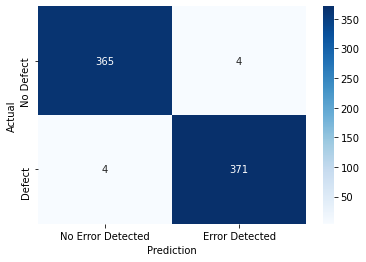 Actual
No Defect
365
4
Defect
4
371
No Error Detected
Error Detected
Prediction
350
300
250
200
150
100
50